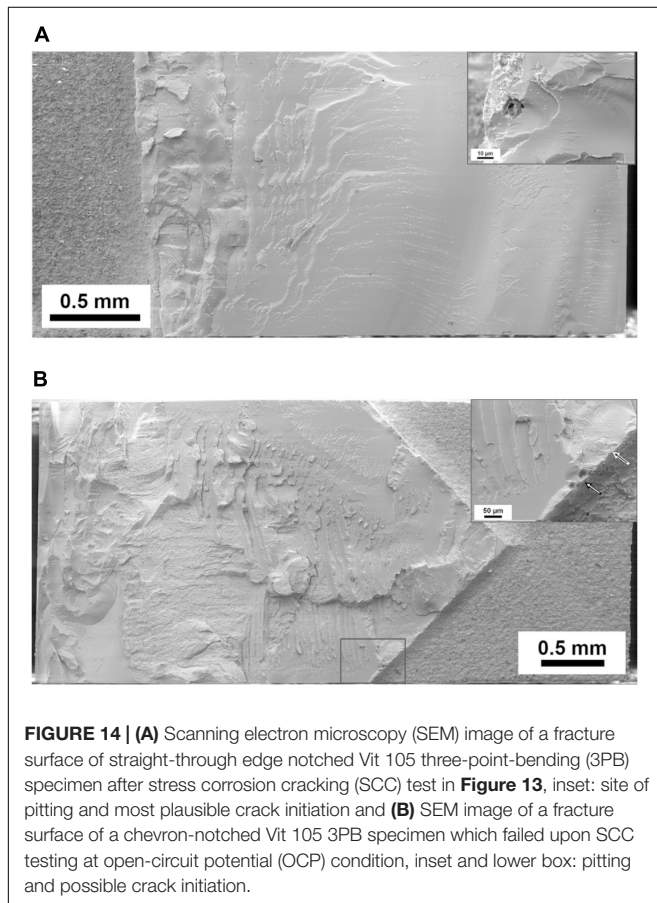 A
10 µm
0.5 mm
B
50 µm
0.5 mm
FIGURE 14 | (A) Scanning electron microscopy (SEM) image of a fracture
surface of straight-through edge notched Vit 105 three-point-bending (3PB)
specimen after stress corrosion cracking (SCC) test in Figure 13, inset: site of
pitting and most plausible crack initiation and (B) SEM image of a fracture
surface of a chevron-notched Vit 105 3PB specimen which failed upon SCC
testing at open-circuit potential (OCP) condition, inset and lower box: pitting
and possible crack initiation.